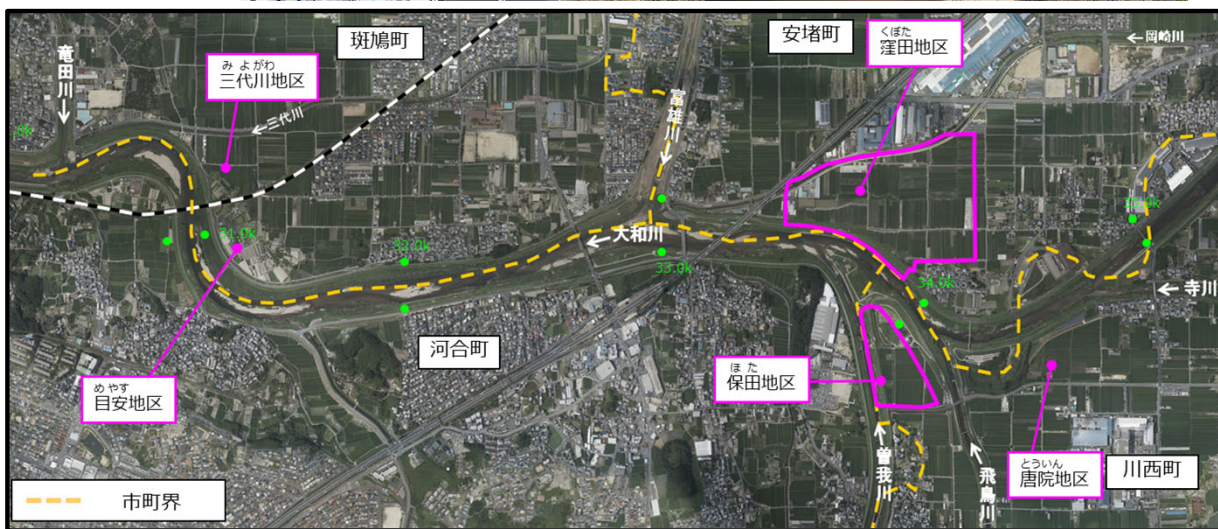 斑鳩町
安堵町
くぼた
窪田地区
←岡崎川
竜田川→
みよがわ
三代川地区
←三代川
富雄川→
.0k
31.0k
32.0k
←大和川
33.0k
34.0k
←寺川
河合町
めやす
目安地区
ほた
保田地区
←曽我川
←飛鳥川
とういん
唐院地区
川西町
市町界